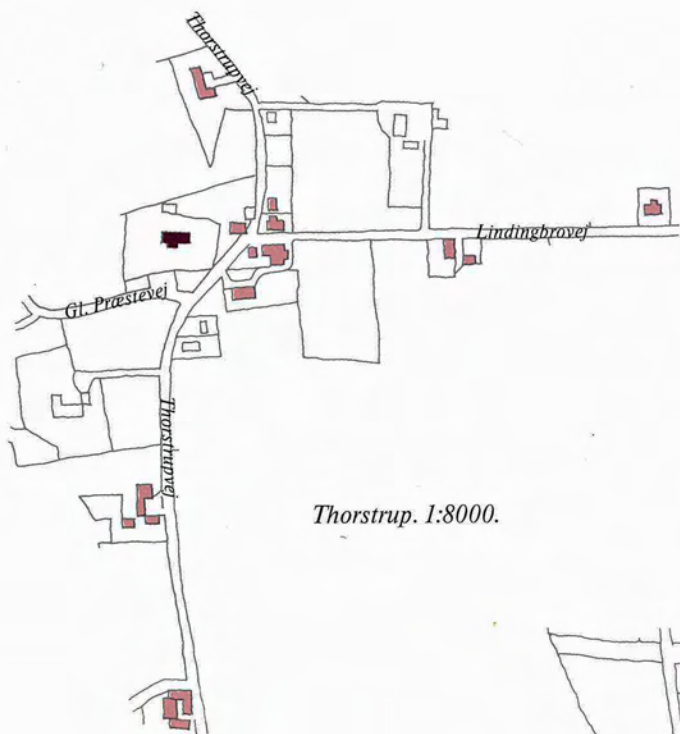 Thorstrupvej
Lindingbrovej
Gl. Præstevej
Thorstrupvej
Thorstrup. 1:8000.